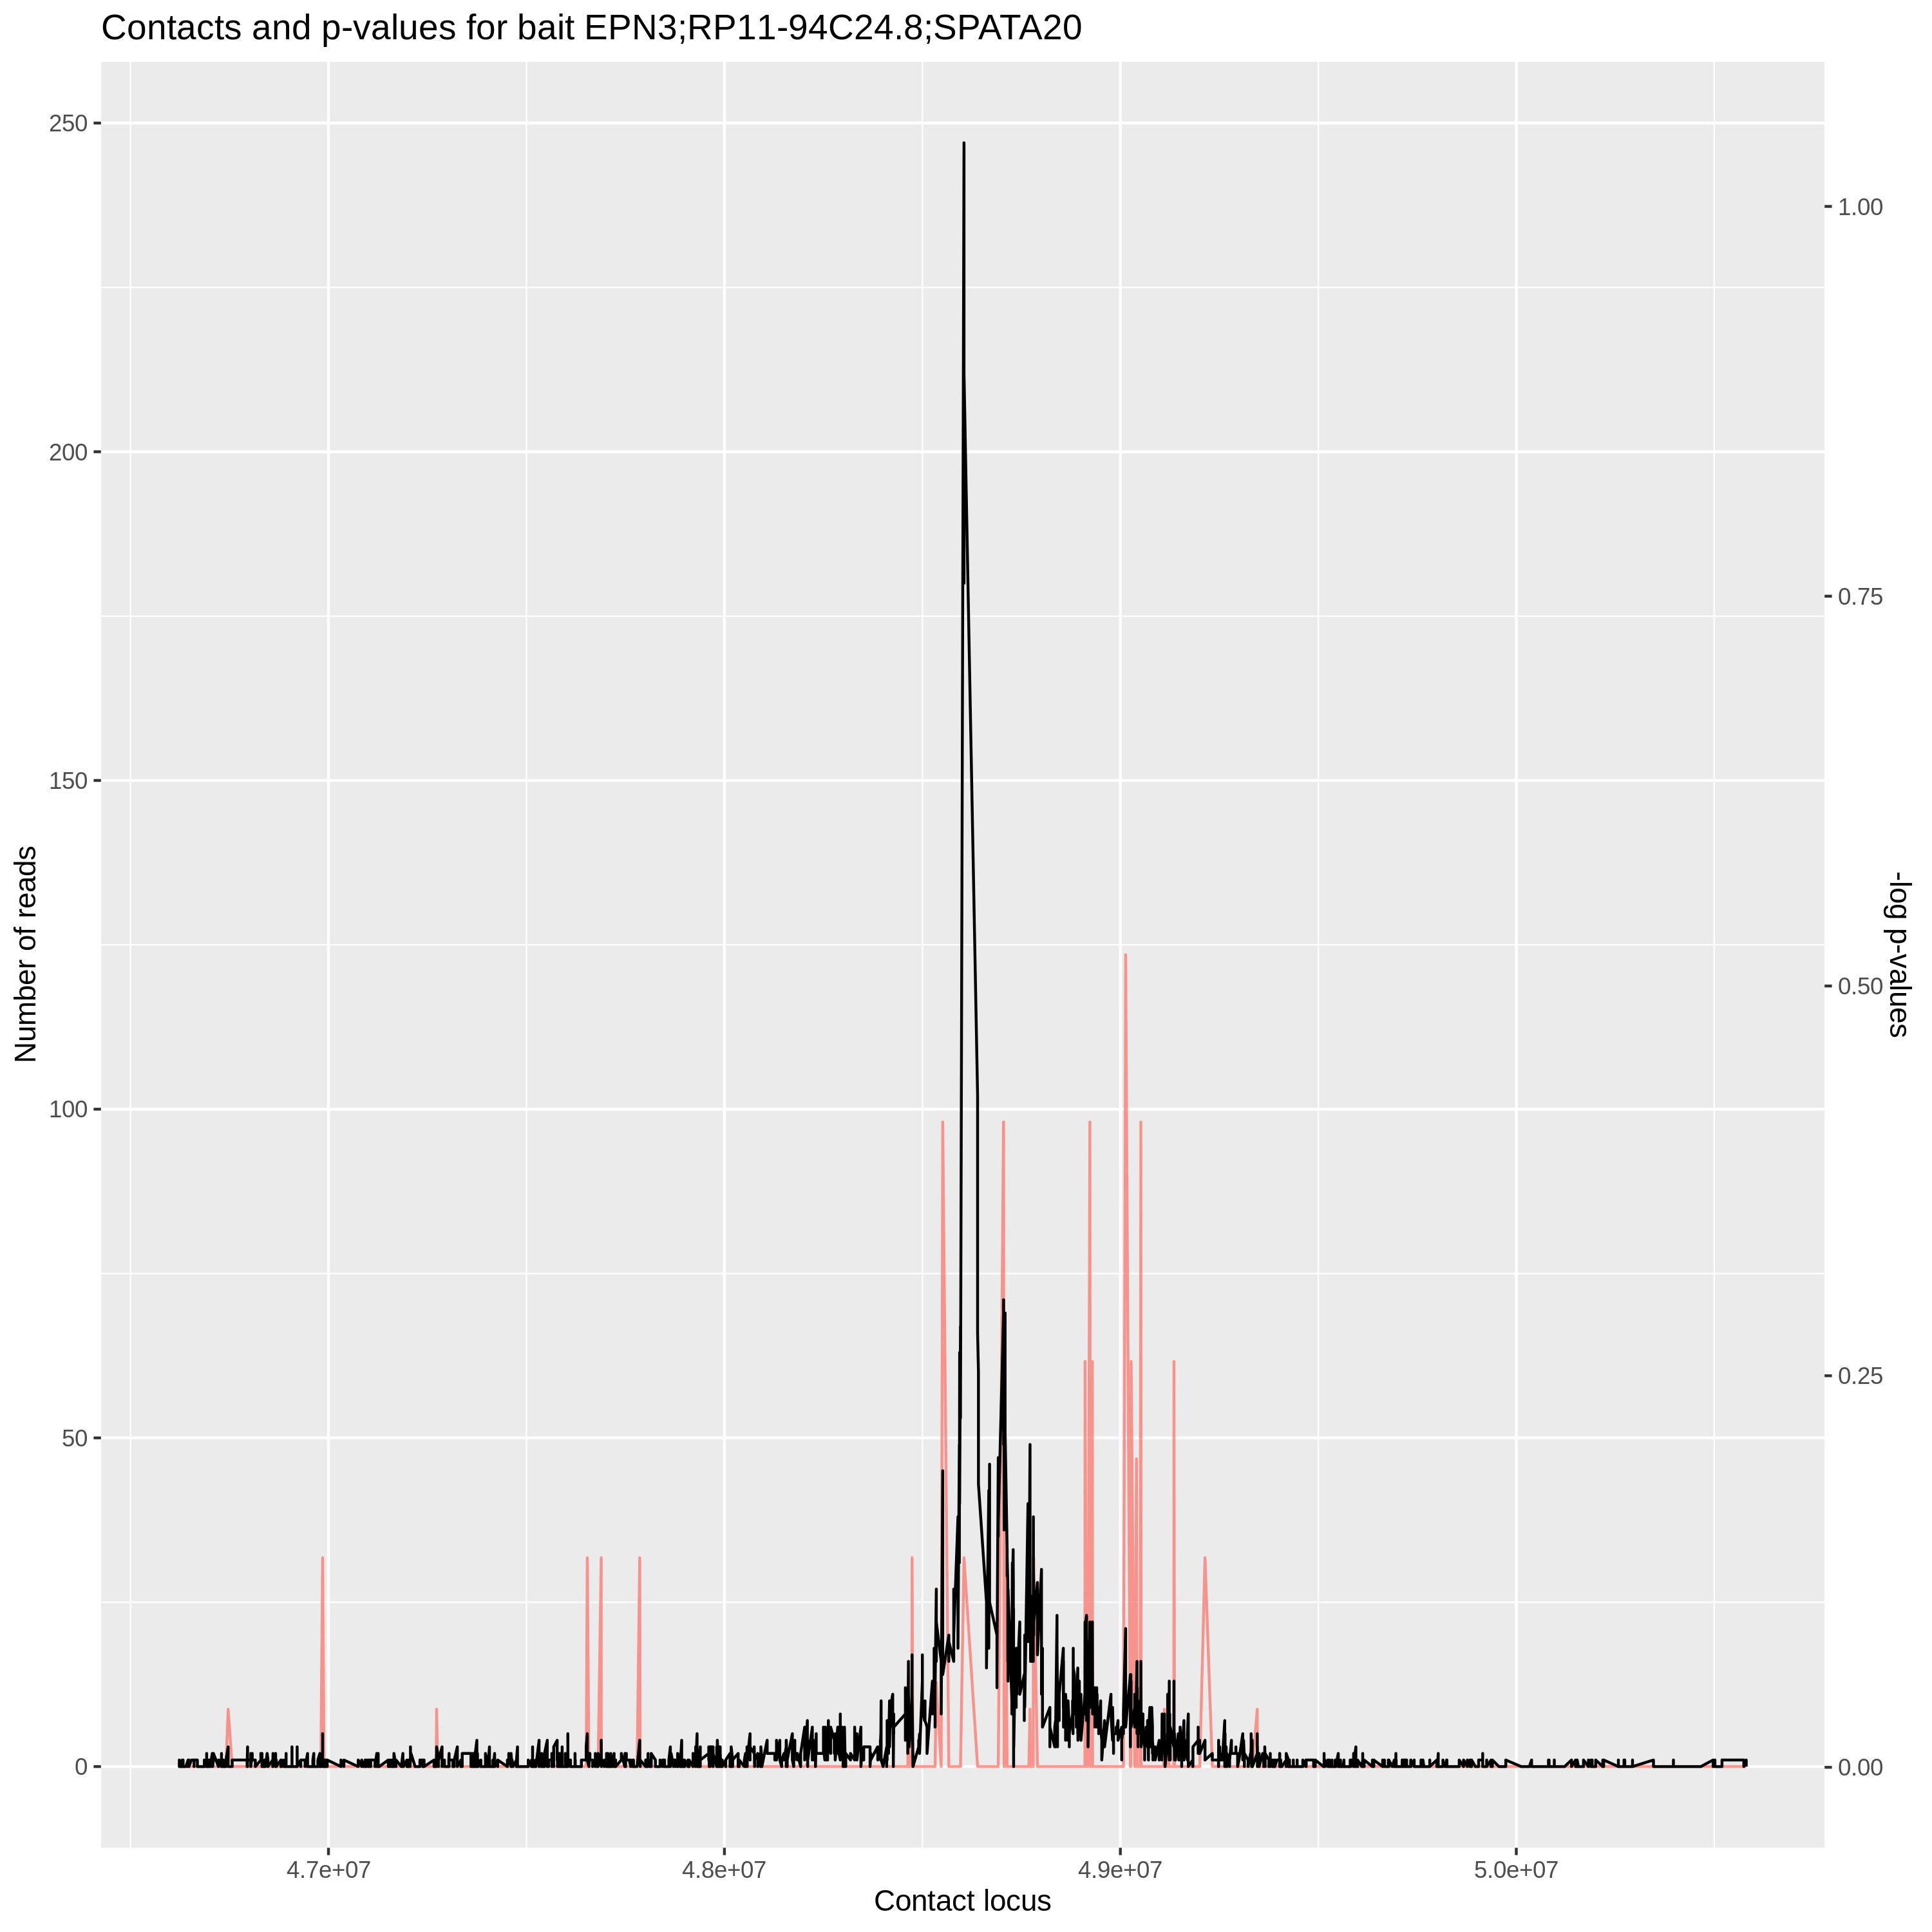 Contacts and p-values for bait EPN3;RP11-94C24.8;SPATA20
250
200
150
100
50
0
Number of reads
1.00
0.75
0.50
0.25
0.00
-log p-values
4.7e+07 4.8e+07 4.9e+07 5.0e+07
Contact locus